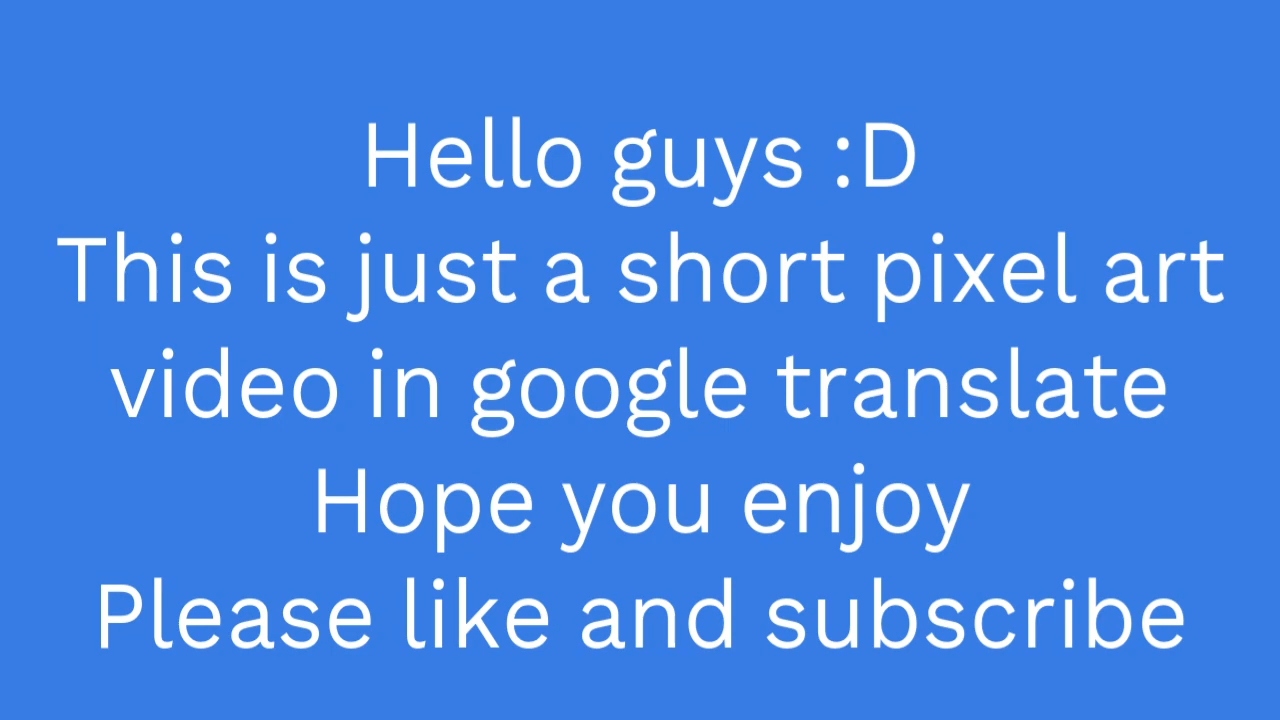 Hello guys :D
This is just a short pixel art
video in google translate
Hope you enjoy
Please like and subscribe